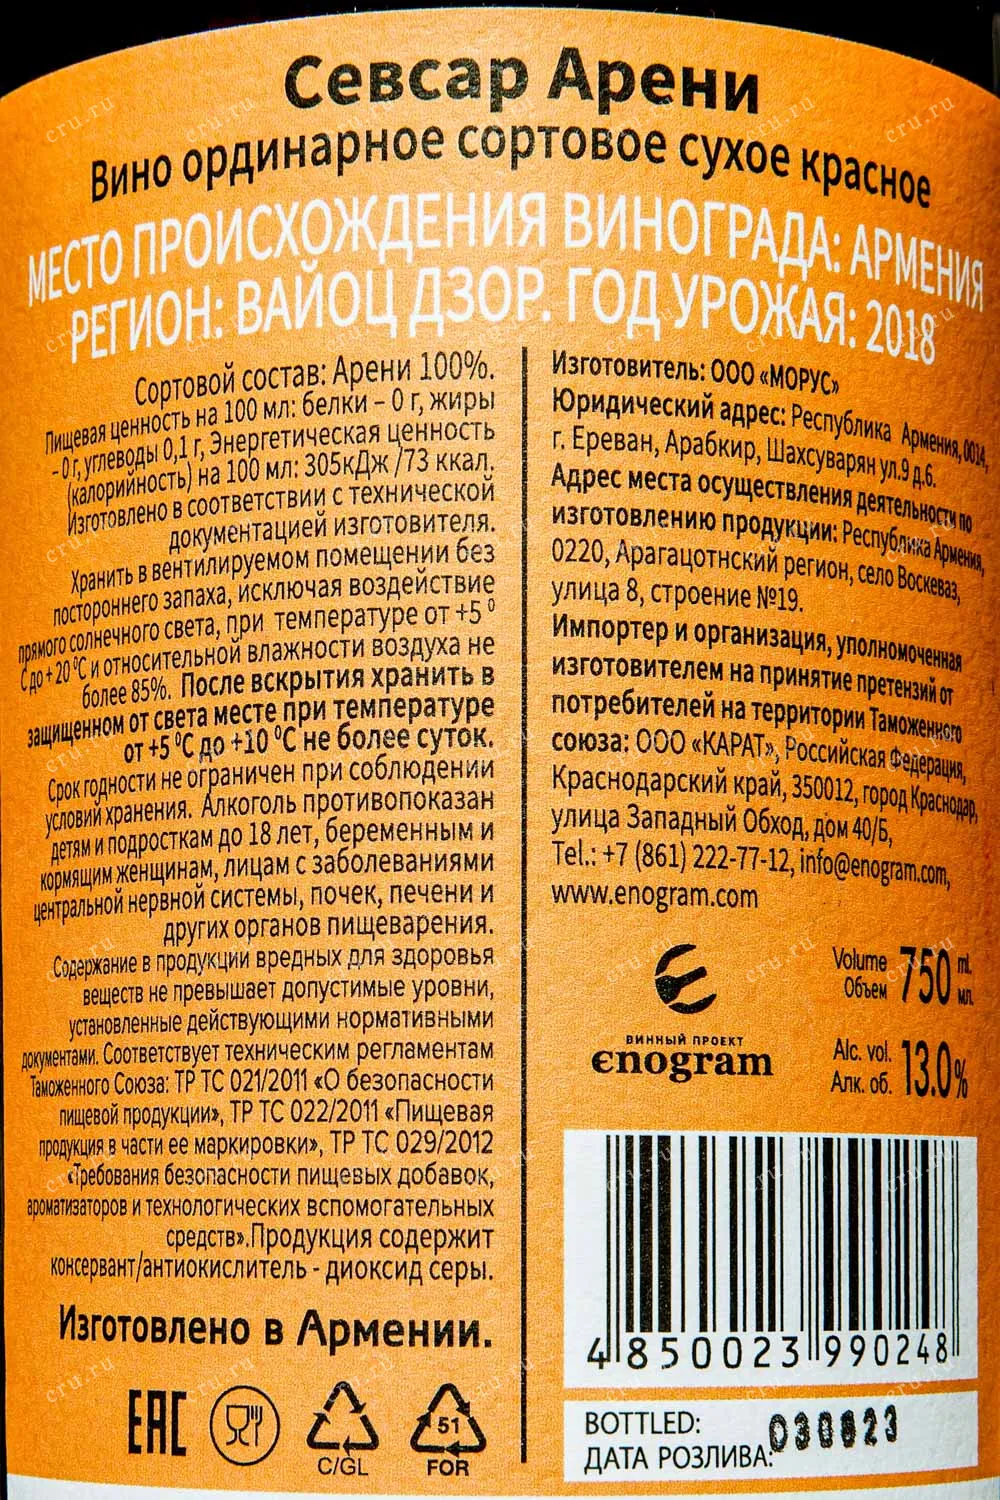 Севсар Арени
Вино ординарное сортовое сухое красное
МЕСТО ПРОИСХОЖДЕНИЯ ВИНОГРАДА: АРМЕНИЯ
РЕГИОН: ВАЙОЦ ДЗОР. ГОД УРОЖАЯ: 2018
Сортовой состав: Арени 100%.
Пищевая ценность на 100 мл: белки – 0 г, жиры
– 0 г, углеводы 0,1 г, Энергетическая ценность
(калорийность) на 100 мл: 305кДж /73 ккал.
Изготовлено в соответствии с технической
документацией изготовителя.
Хранить в вентилируемом помещении без
постороннего запаха, исключая воздействие
прямого солнечного света, при температуре от +5 ⁰
С до + 20 ⁰С и относительной влажности воздуха не
более 85%. После вскрытия хранить в
защищенном от света месте при температуре
от +5 ⁰С до +10 ⁰С не более суток.
Срок годности не ограничен при соблюдении
условий хранения. Алкоголь противопоказан
детям и подросткам до 18 лет, беременным и
кормящим женщинам, лицам с заболеваниями
центральной нервной системы, почек, печени и
других органов пищеварения.
Содержание в продукции вредных для здоровья
веществ не превышает допустимые уровни,
установленные действующими нормативными
документами. Соответствует техническим регламентам
Таможенного Союза: ТР ТС 021/2011 «О безопасности
пищевой продукции», ТР ТС 022/2011 «Пищевая
продукция в части ее маркировки», ТР ТС 029/2012
«Требования безопасности пищевых добавок,
ароматизаторов и технологических вспомогательных
средств».Продукция содержит
консервант/антиокислитель - диоксид серы.
Изготовлено в Армении.
EAC
C/GL
51
FOR
Изготовитель: ООО «МОРУС»
Юридический адрес: Республика Армения, 0014,
г. Ереван, Арабкир, Шахсуварян ул.9 д.6.
Адрес места осуществления деятельности по
изготовлению продукции: Республика Армения,
0220, Арагацотнский регион, село Воскеваз,
улица 8, строение №19.
Импортер и организация, уполномоченная
изготовителем на принятие претензий от
потребителей на территории Таможенного
союза: ООО «КАРАТ», Российская Федерация,
Краснодарский край, 350012, город Краснодар,
улица Западный Обход, дом 40/Б,
Tel.: +7 (861) 222-77-12, info@enogram.com,
www.enogram.com
ВИННЫЙ ПРОЕКТ
enogram
Volume 750 ml.
Объем мл.
Alc. vol. 13.0%
Алк. об.
4 850023 990248
BOTTLED:
ДАТА РОЗЛИВА: 030823
cru.ru